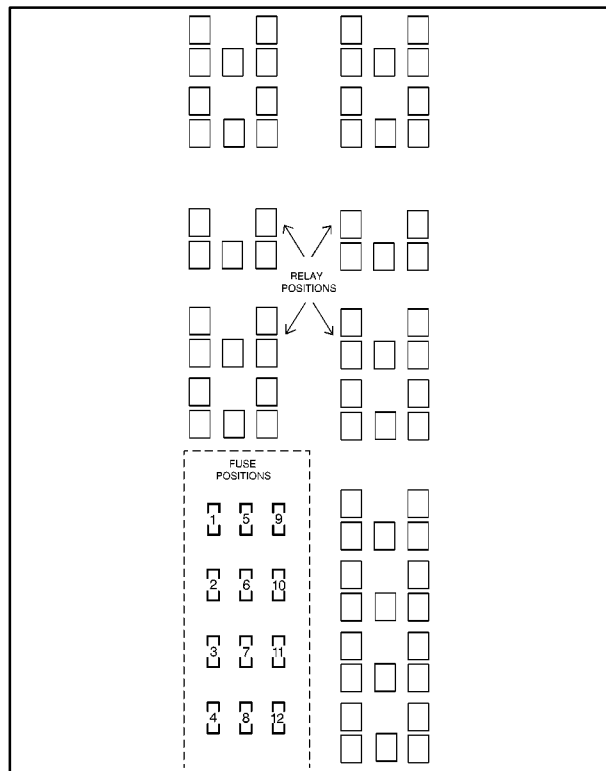 RELAY
POSITIONS
FUSE
POSITIONS
1 5 9
2 6 10
3 7 11
4 8 12